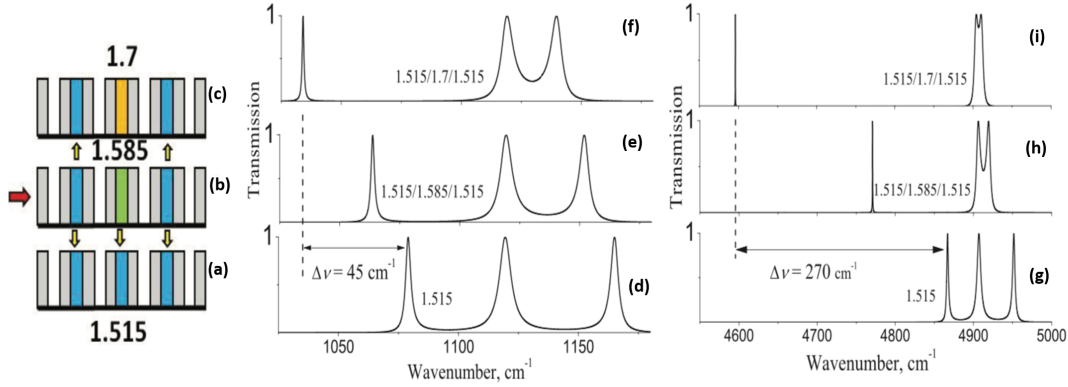 1.7
(c)
1.585
(b)
(a)
1.515
Transmission
1
(f)
1.515/1.7/1.515
1
(e)
1.515/1.585/1.515
1
Δν = 45 cm⁻¹
(d)
1.515
1050
1100
1150
Wavenumber, cm⁻¹
Transmission
1
(i)
1.515/1.7/1.515
1
(h)
1.515/1.585/1.515
1
(g)
Δν = 270 cm⁻¹
1.515
4600
4700
4800
4900
5000
Wavenumber, cm⁻¹